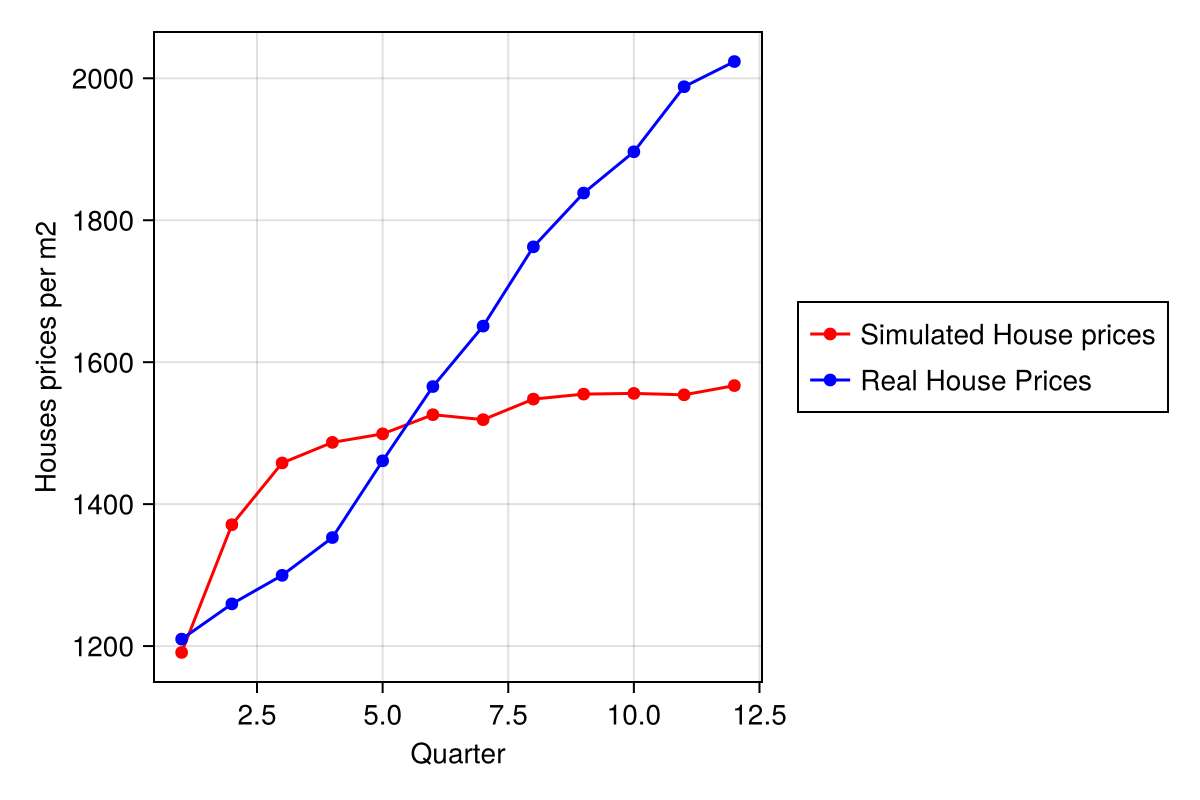 2000
1800
1600
1400
1200
Houses prices per m2
2.5 5.0 7.5 10.0 12.5
Quarter
Simulated House prices
Real House Prices